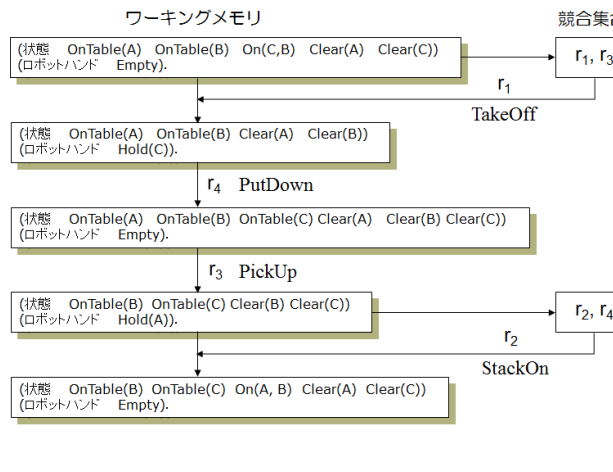 ワーキングメモリ
競合集合
(状態 OnTable(A) OnTable(B) On(C,B) Clear(A) Clear(C))
(ロボットハンド Empty).
r1, r3
r1
TakeOff
(状態 OnTable(A) OnTable(B) Clear(A) Clear(B))
(ロボットハンド Hold(C)).
r4 PutDown
(状態 OnTable(A) OnTable(B) OnTable(C) Clear(A) Clear(B) Clear(C))
(ロボットハンド Empty).
r3 PickUp
(状態 OnTable(B) OnTable(C) Clear(B) Clear(C))
(ロボットハンド Hold(A)).
r2, r4
r2
StackOn
(状態 OnTable(B) OnTable(C) On(A, B) Clear(A) Clear(C))
(ロボットハンド Empty).